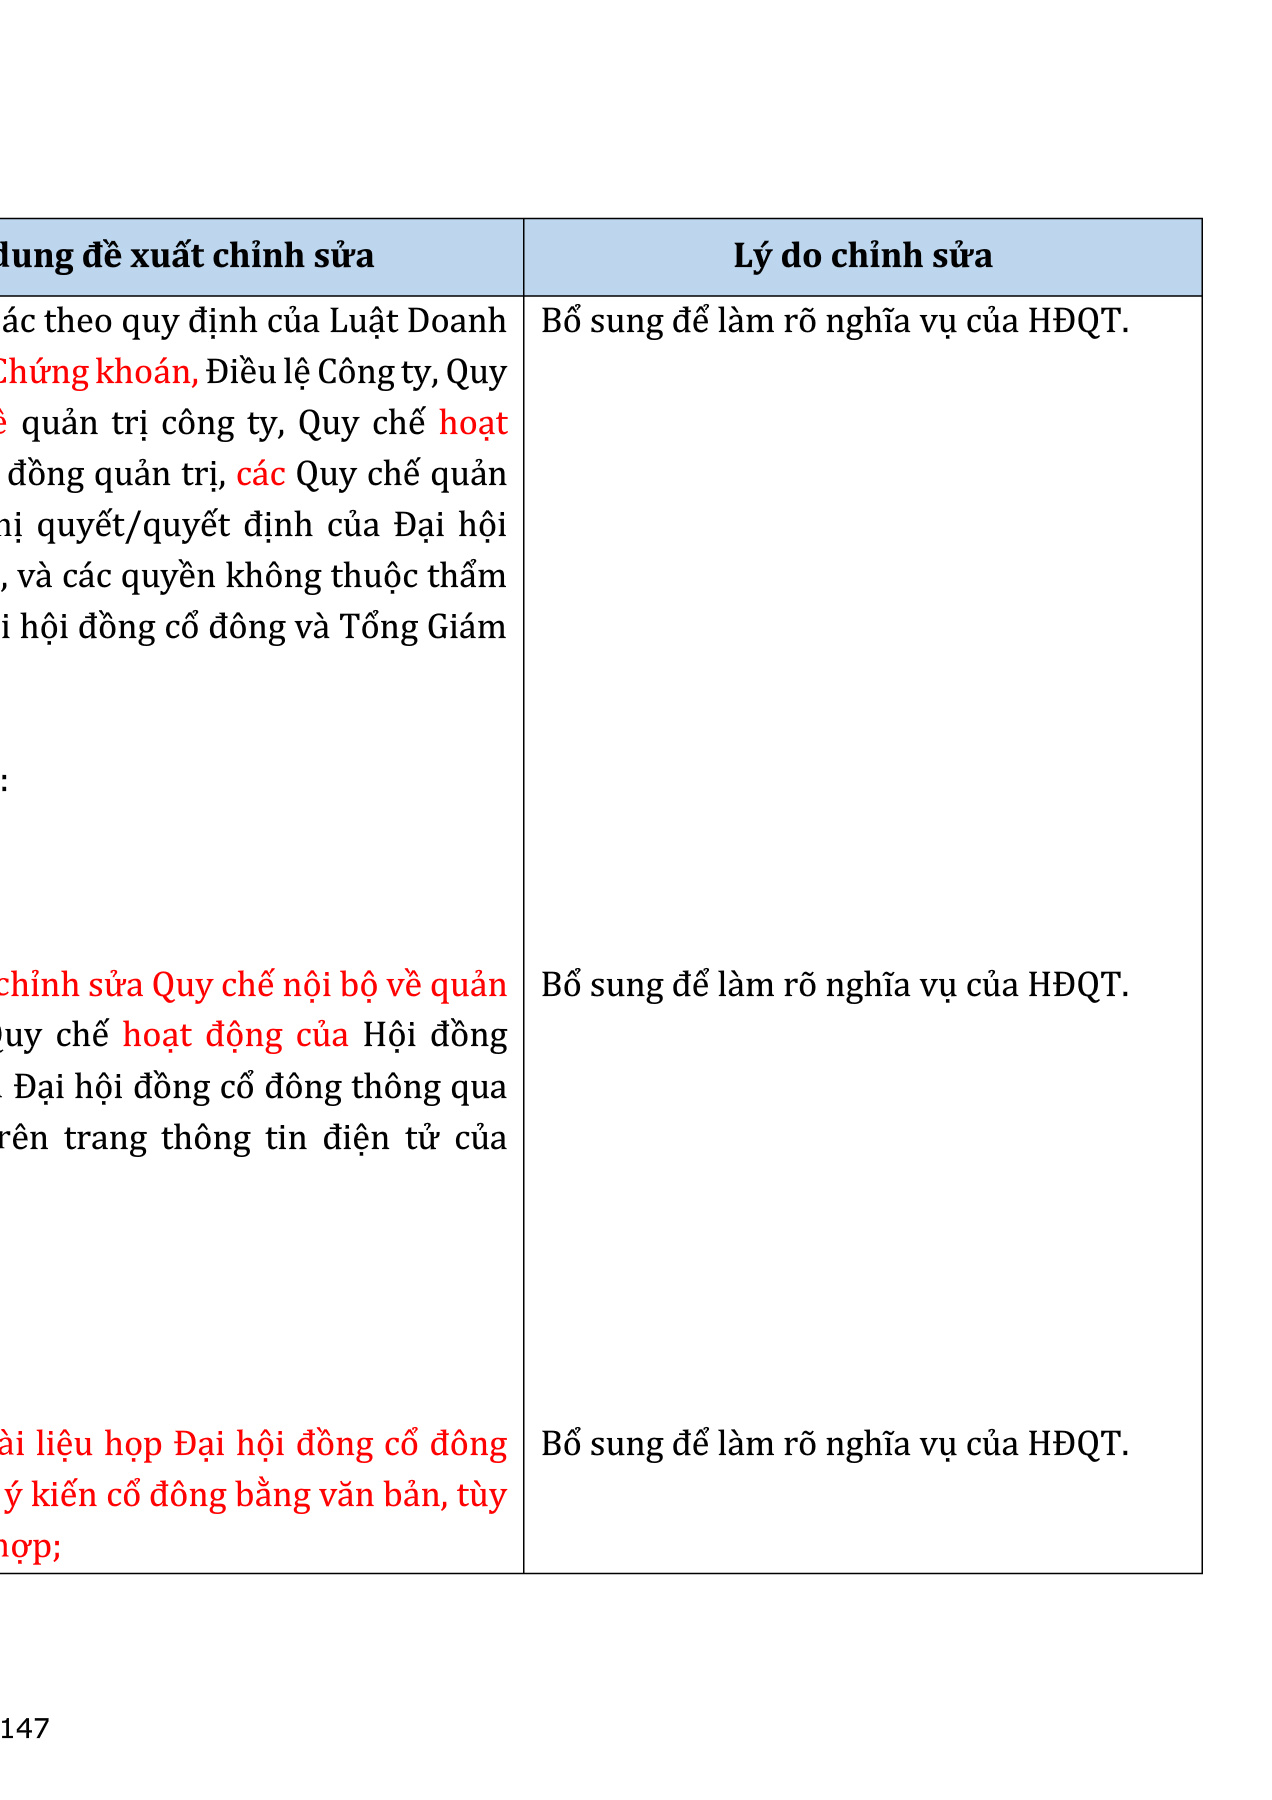 dung đề xuất chỉnh sửa
Lý do chỉnh sửa
ác theo quy định của Luật Doanh
Chứng khoán, Điều lệ Công ty, Quy
quản trị công ty, Quy chế hoạt
đồng quản trị, các Quy chế quản
quyết/quyết định của Đại hội
, và các quyền không thuộc thẩm
i hội đồng cổ đông và Tổng Giám
:
chỉnh sửa Quy chế nội bộ về quản
Quy chế hoạt động của Hội đồng
Đại hội đồng cổ đông thông qua
rên trang thông tin điện tử của
ài liệu họp Đại hội đồng cổ đông
ý kiến cổ đông bằng văn bản, tùy
hợp;
Bổ sung để làm rõ nghĩa vụ của HĐQT.
Bổ sung để làm rõ nghĩa vụ của HĐQT.
Bổ sung để làm rõ nghĩa vụ của HĐQT.
147